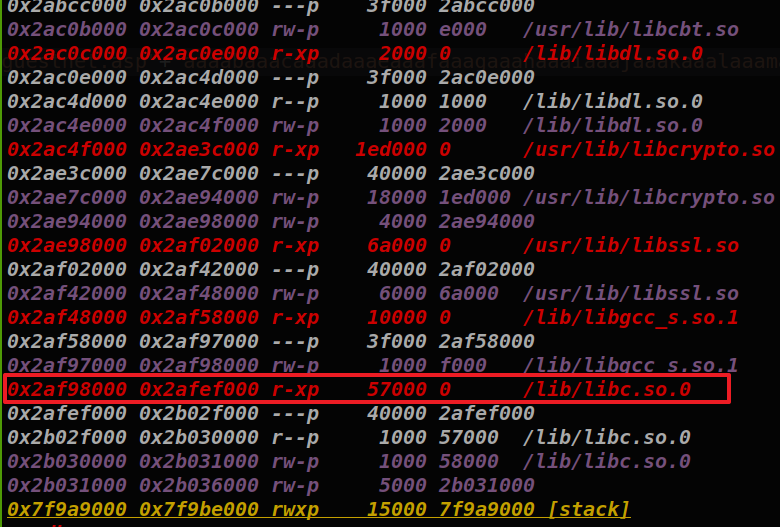 0x2abcc000 0x2ac0b000 ---p 3f000 2abcc000
0x2ac0b000 0x2ac0c000 rw-p 1000 e000 /usr/lib/libcbt.so
0x2ac0c000 0x2ac0e000 r-xp 2000 0 /lib/libdl.so.0
0x2ac0e000 0x2ac4d000 ---p 3f000 2ac0e000
0x2ac4d000 0x2ac4e000 r--p 1000 1000 /lib/libdl.so.0
0x2ac4e000 0x2ac4f000 rw-p 1000 2000 /lib/libdl.so.0
0x2ac4f000 0x2ae3c000 r-xp 1ed000 0 /usr/lib/libcrypto.so
0x2ae3c000 0x2ae7c000 ---p 40000 2ae3c000
0x2ae7c000 0x2ae94000 rw-p 18000 1ed000 /usr/lib/libcrypto.so
0x2ae94000 0x2ae98000 rw-p 4000 2ae94000
0x2ae98000 0x2af02000 r-xp 6a000 0 /usr/lib/libssl.so
0x2af02000 0x2af42000 ---p 40000 2af02000
0x2af42000 0x2af48000 rw-p 6000 6a000 /usr/lib/libssl.so
0x2af48000 0x2af58000 r-xp 10000 0 /lib/libgcc_s.so.1
0x2af58000 0x2af97000 ---p 3f000 2af58000
0x2af97000 0x2af98000 rw-p 1000 f000 /lib/libgcc_s.so.1
0x2af98000 0x2afef000 r-xp 57000 0 /lib/libc.so.0
0x2afef000 0x2b02f000 ---p 40000 2afef000
0x2b02f000 0x2b030000 r--p 1000 57000 /lib/libc.so.0
0x2b030000 0x2b031000 rw-p 1000 58000 /lib/libc.so.0
0x2b031000 0x2b036000 rw-p 5000 2b031000
0x7f9a9000 0x7f9be000 rwxp 15000 7f9a9000 [stack]